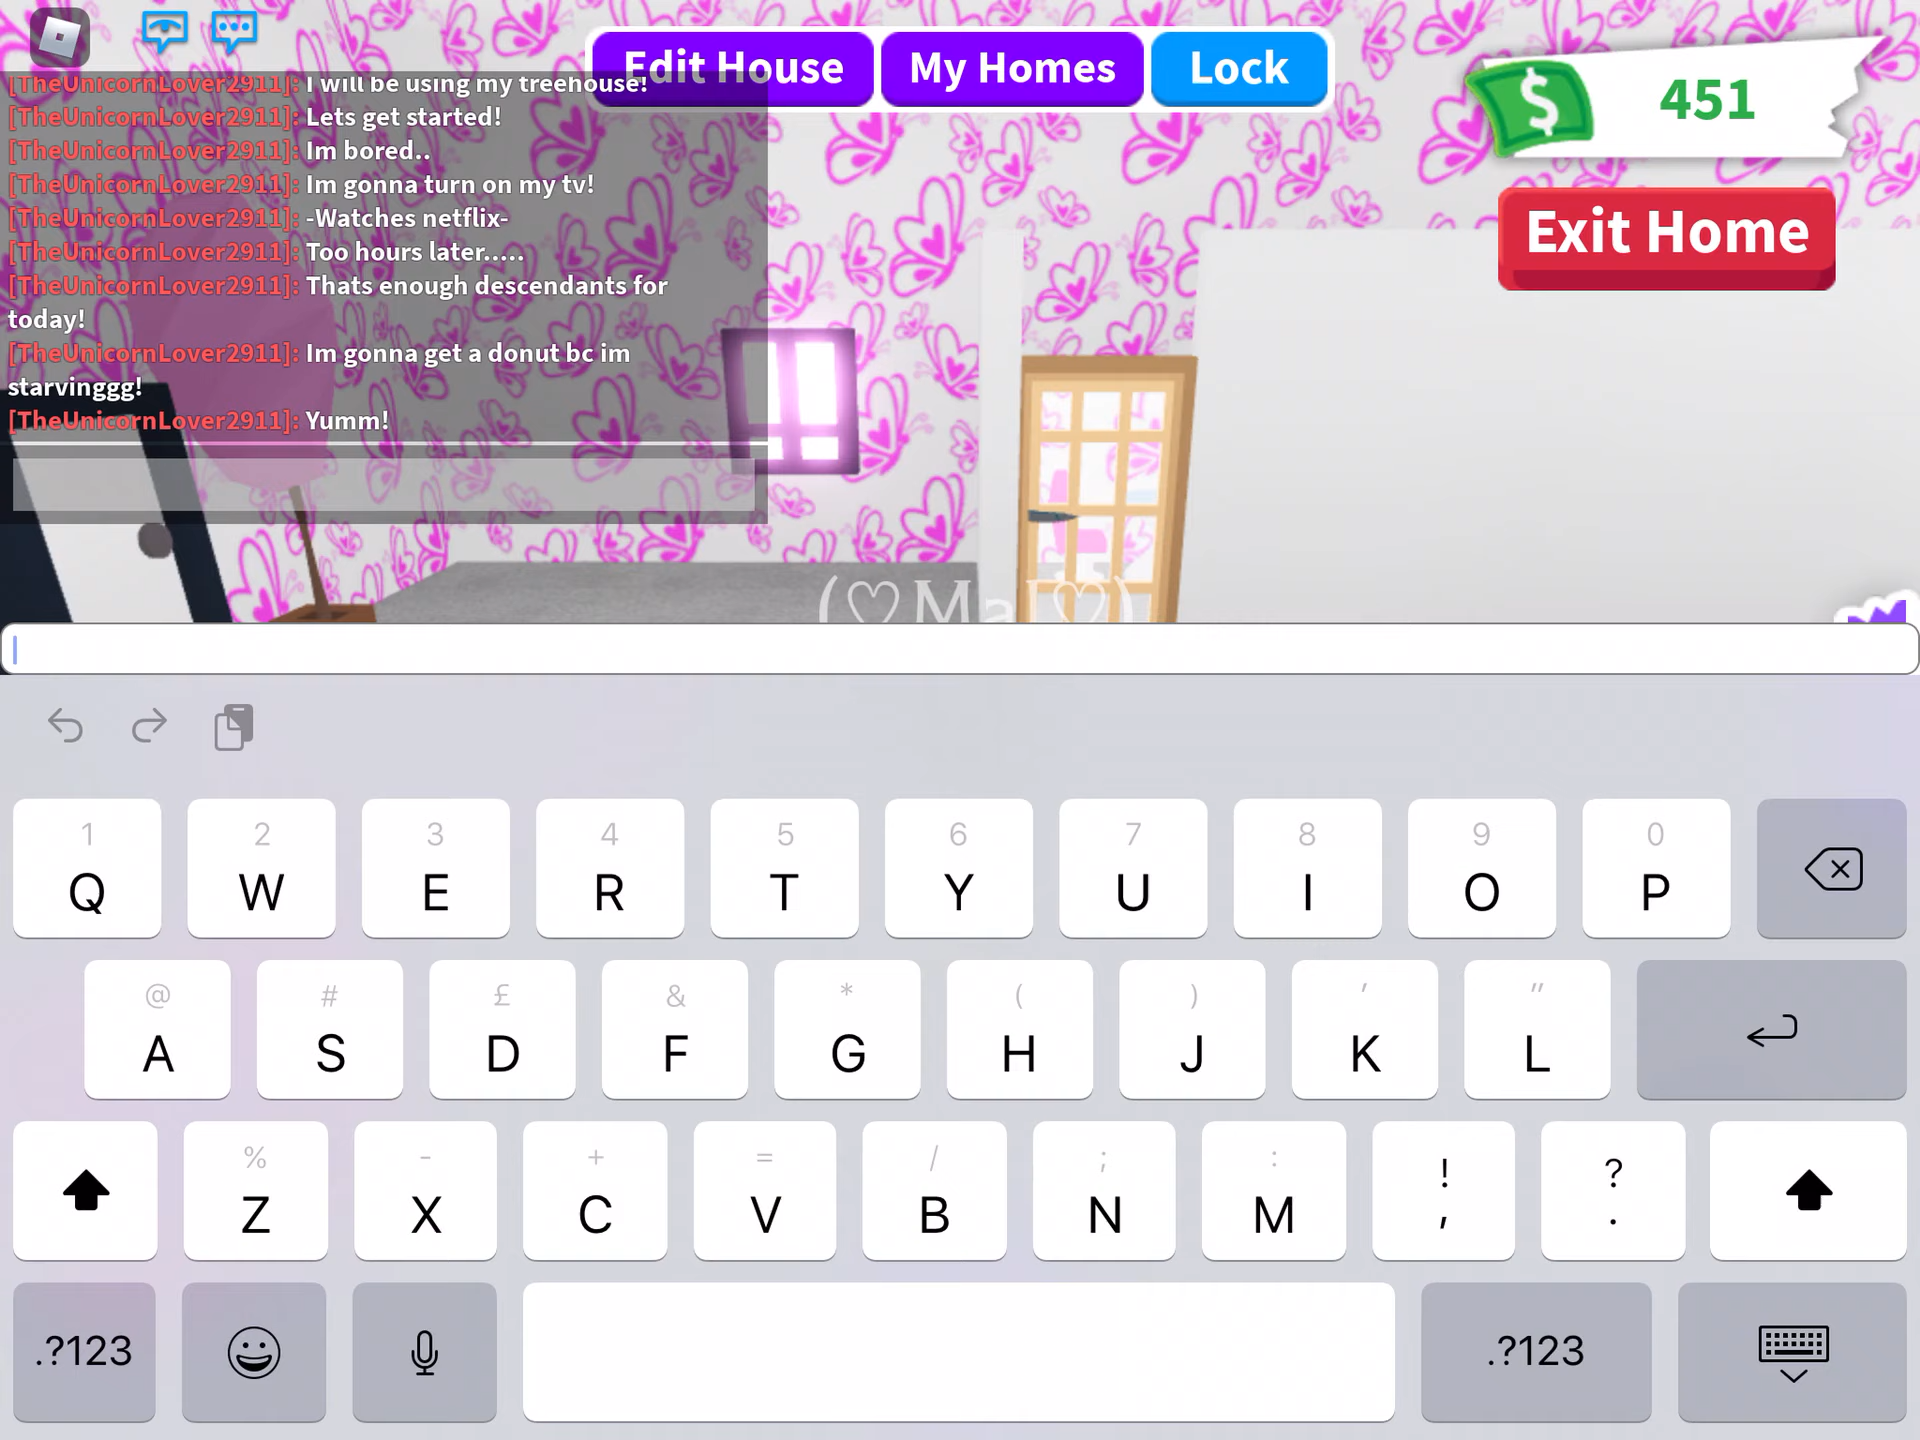 Edit House My Homes Lock
451
Exit Home
[TheUnicornLover2911]: I will be using my treehouse!
[TheUnicornLover2911]: Lets get started!
[TheUnicornLover2911]: Im bored..
[TheUnicornLover2911]: Im gonna turn on my tv!
[TheUnicornLover2911]: -Watches netflix-
[TheUnicornLover2911]: Too hours later.....
[TheUnicornLover2911]: Thats enough descendants for
today!
[TheUnicornLover2911]: Im gonna get a donut bc im
starvinggg!
[TheUnicornLover2911]: Yumm!
(♡Mal♡)
1 2 3 4 5 6 7 8 9 0
Q W E R T Y U I O P
@ # £ & * ( ) ' "
A S D F G H J K L
% - + = / ; : ! ?
Z X C V B N M , .
.?123 .?123